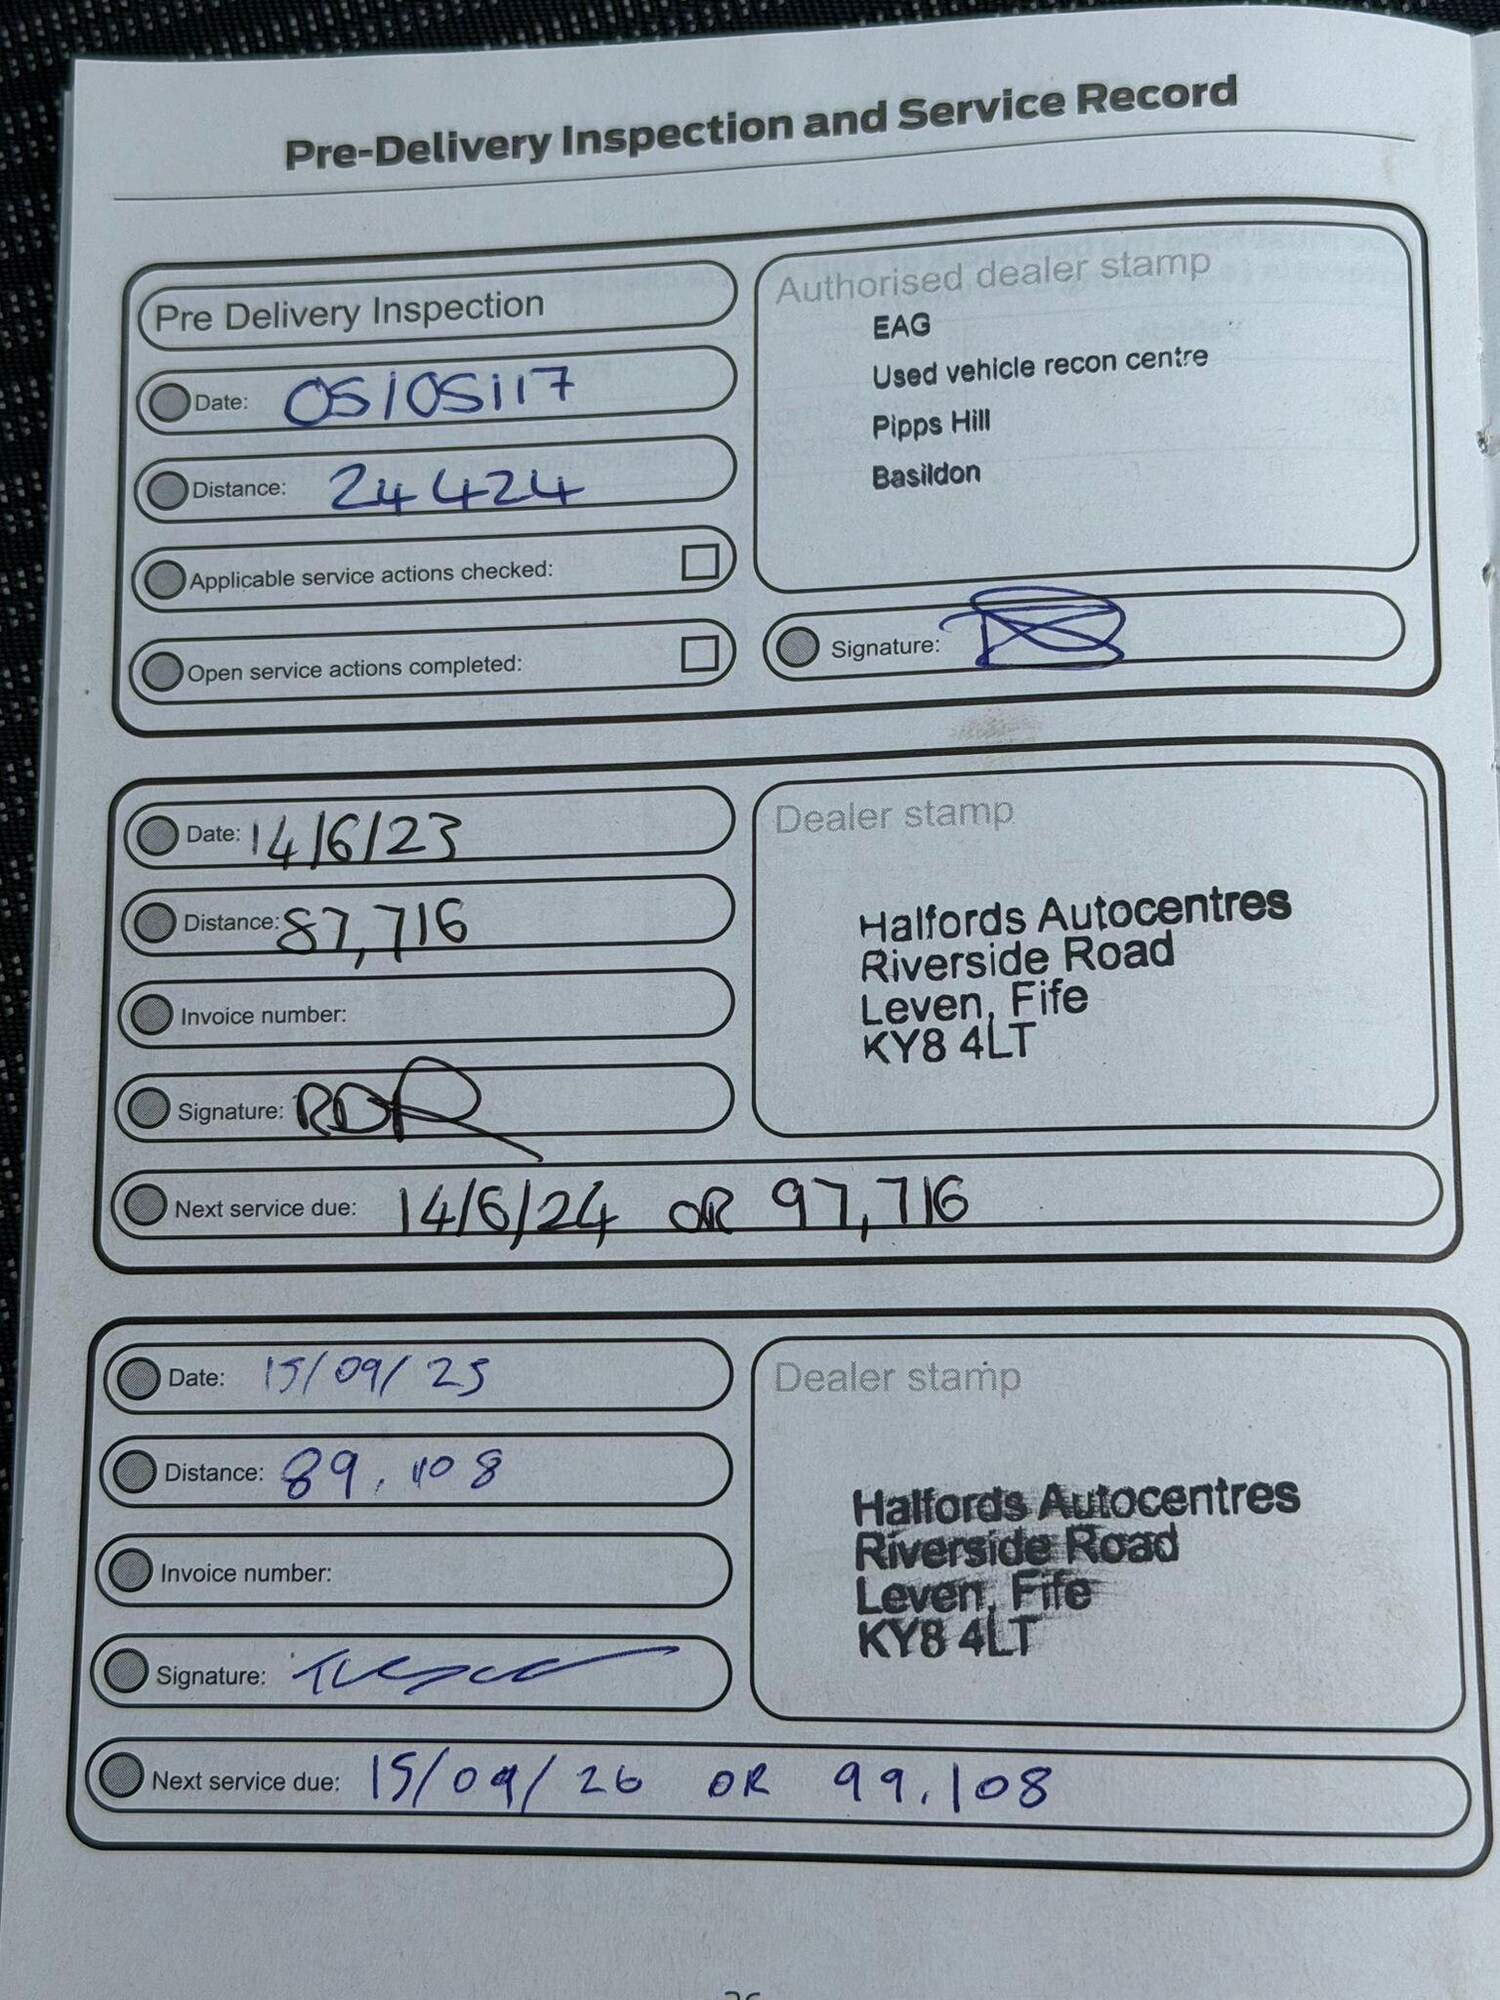 Pre-Delivery Inspection and Service Record
Pre Delivery Inspection
Date: 05/05/17
Distance: 24424
Applicable service actions checked:
Open service actions completed:
Authorised dealer stamp
EAG
Used vehicle recon centre
Pipps Hill
Basildon
Signature:
Date: 14/6/23
Distance: 87,716
Invoice number:
Signature: RDR
Next service due: 14/6/24 OR 97,716
Dealer stamp
Halfords Autocentres
Riverside Road
Leven, Fife
KY8 4LT
Date: 15/09/25
Distance: 89.108
Invoice number:
Signature:
Next service due: 15/09/26 OR 99.108
Dealer stamp
Halfords Autocentres
Riverside Road
Leven, Fife
KY8 4LT